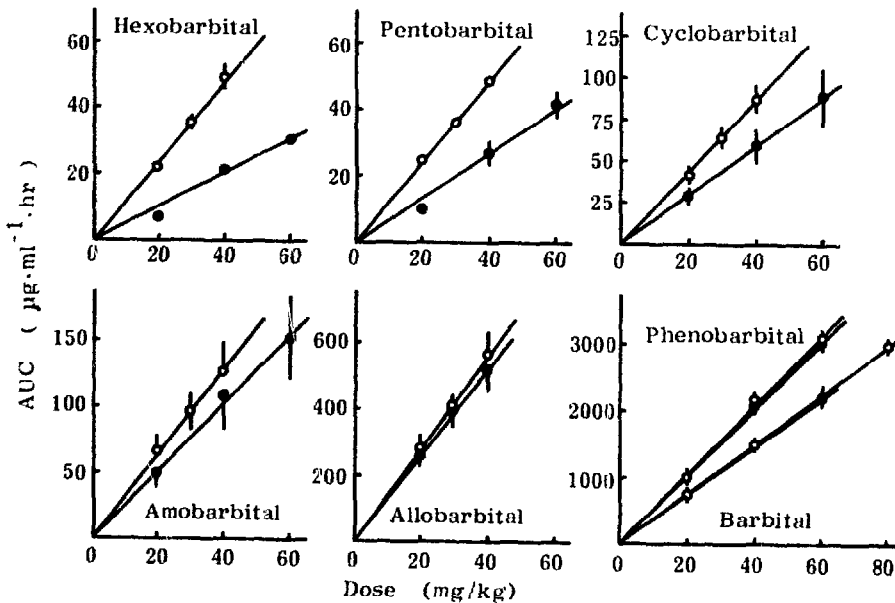 Hexobarbital
60
40
20
0 20 40 60
Pentobarbital
60
40
20
0 20 40 60
Cyclobarbital
125
100
75
50
25
0 20 40 60
AUC ( µg·ml⁻¹·hr )
150
100
50
Amobarbital
0 20 40 60
600
400
200
Allobarbital
0 20 40 60
Phenobarbital
3000
2000
1000
Barbital
0 20 40 60 80
Dose (mg/kg)